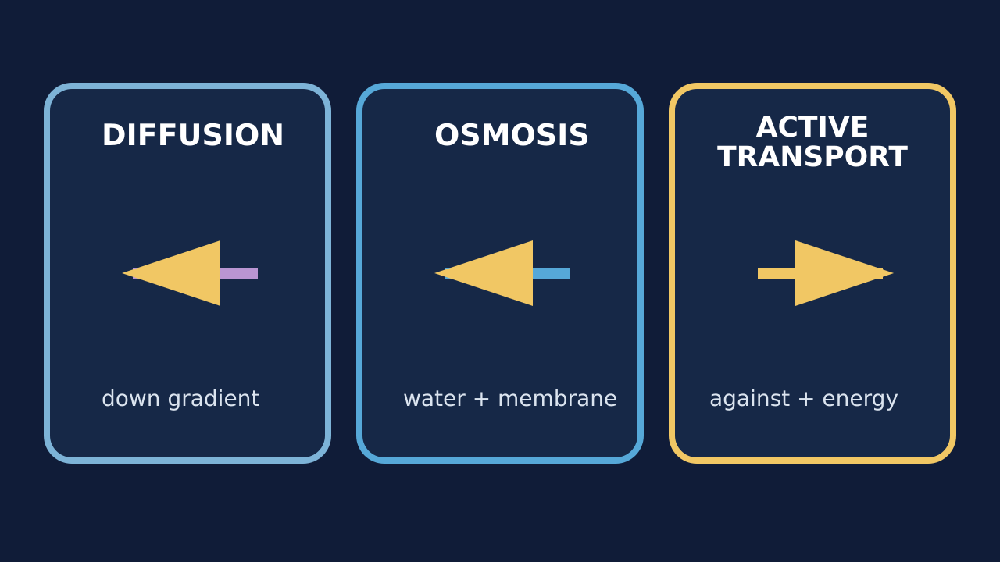 DIFFUSION
down gradient
OSMOSIS
water + membrane
ACTIVE
TRANSPORT
against + energy